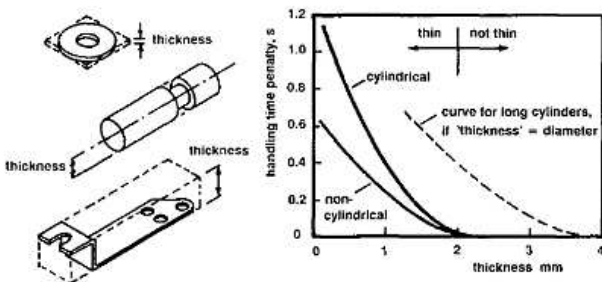 thickness
thickness
thickness
handling time penalty, s
1.2
1.0
0.8
0.6
0.4
0.2
0
thin
not thin
cylindrical
curve for long cylinders,
if 'thickness' = diameter
non-
cylindrical
0
1
2
3
4
thickness mm